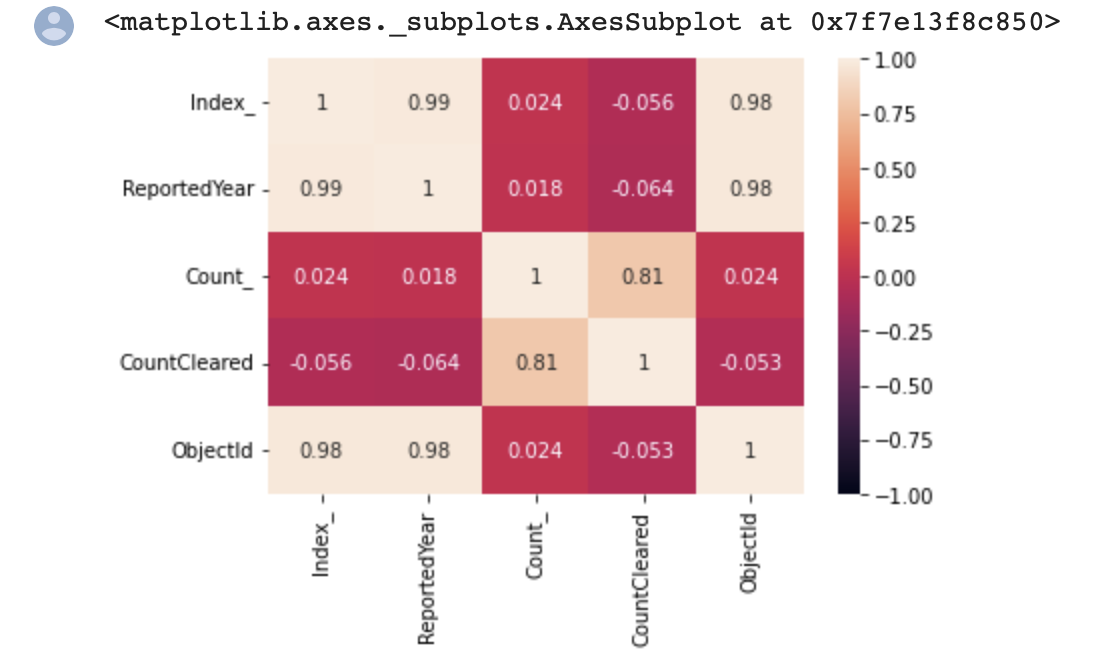 <matplotlib.axes._subplots.AxesSubplot at 0x7f7e13f8c850>
Index_ 1 0.99 0.024 -0.056 0.98
ReportedYear 0.99 1 0.018 -0.064 0.98
Count_ 0.024 0.018 1 0.81 0.024
CountCleared -0.056 -0.064 0.81 1 -0.053
ObjectId 0.98 0.98 0.024 -0.053 1
Index_ ReportedYear Count_ CountCleared ObjectId
1.00
0.75
0.50
0.25
0.00
−0.25
−0.50
−0.75
−1.00